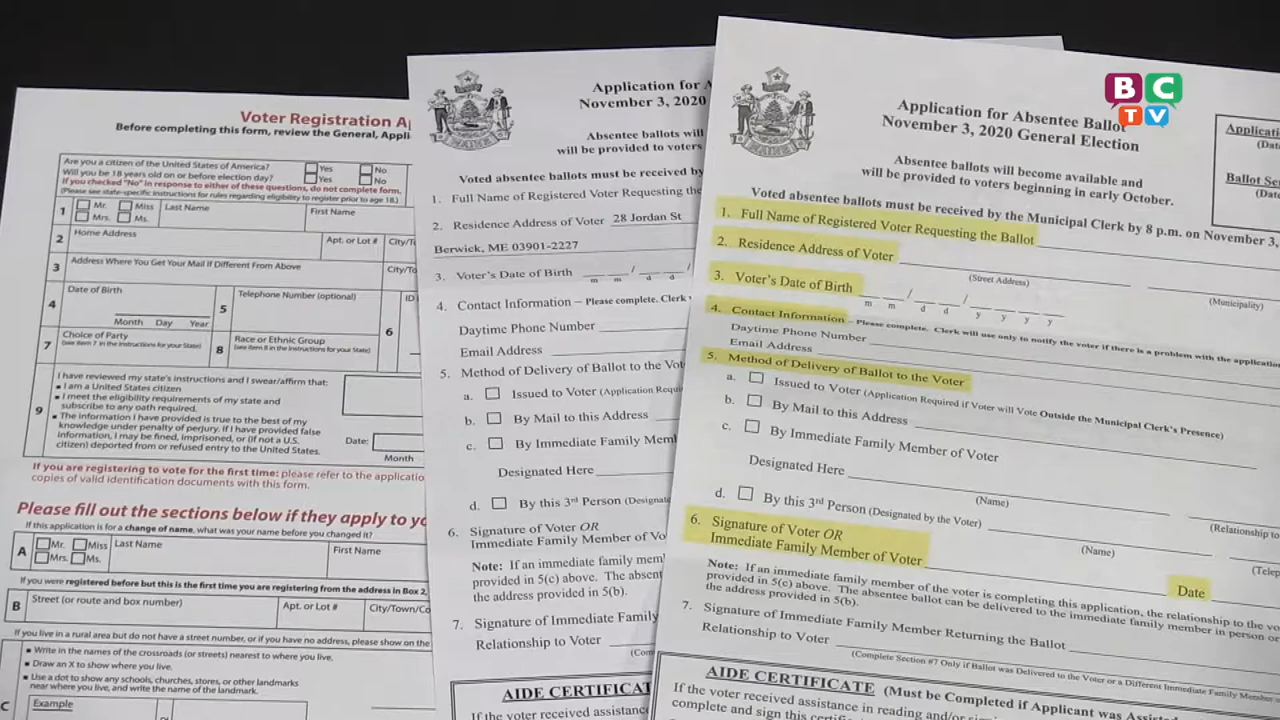 Voter Registration Ap
Before completing this form, review the General, Appli
Are you a citizen of the United States of America? Yes No
Will you be 18 years old on or before election day? Yes No
If you checked "No" in response to either of these questions, do not complete form.
(Please see state-specific instructions for rules regarding eligibility to register prior to age 18.)
1 Mr. Miss Last Name First Name
Mrs. Ms.
2 Home Address Apt. or Lot # City/T
3 Address Where You Get Your Mail If Different From Above City/To
4 Date of Birth 5 Telephone Number (optional) 6 ID
Month Day Year
7 Choice of Party 8 Race or Ethnic Group
(see item 7 in the instructions for your State) (see item 8 in the instructions for your State)
9 I have reviewed my state's instructions and I swear/affirm that:
▪ I am a United States citizen
▪ I meet the eligibility requirements of my state and
subscribe to any oath required.
▪ The information I have provided is true to the best of my
knowledge under penalty of perjury. If I have provided false
information, I may be fined, imprisoned, or (if not a U.S.
citizen) deported from or refused entry to the United States.
Date:
Month
If you are registering to vote for the first time: please refer to the applicatio
copies of valid identification documents with this form.
Please fill out the sections below if they apply to yo
If this application is for a change of name, what was your name before you changed it?
A Mr. Miss Last Name First Name
Mrs. Ms.
If you were registered before but this is the first time you are registering from the address in Box 2,
B Street (or route and box number) Apt. or Lot # City/Town/Co
If you live in a rural area but do not have a street number, or if you have no address, please show on the
▪ Write in the names of the crossroads (or streets) nearest to where you live.
▪ Draw an X to show where you live.
▪ Use a dot to show any schools, churches, stores, or other landmarks
near where you live, and write the name of the landmark.
C Example
Application for A
November 3, 2020
Absentee ballots will
will be provided to voters
Voted absentee ballots must be received by
1. Full Name of Registered Voter Requesting the
2. Residence Address of Voter 28 Jordan St
Berwick, ME 03901-2227
3. Voter's Date of Birth m m / d d /
4. Contact Information – Please complete. Clerk
Daytime Phone Number
Email Address
5. Method of Delivery of Ballot to the Vot
a. Issued to Voter (Application Requi
b. By Mail to this Address
c. By Immediate Family Mem
Designated Here
d. By this 3rd Person (Designate
6. Signature of Voter OR
Immediate Family Member of Vo
Note: If an immediate family mem
provided in 5(c) above. The absent
the address provided in 5(b).
7. Signature of Immediate Family
Relationship to Voter
(Com
AIDE CERTIFICAT
If the voter received assistance
BCTV
Application for Absentee Ballot
November 3, 2020 General Election
Absentee ballots will become available and
will be provided to voters beginning in early October.
Voted absentee ballots must be received by the Municipal Clerk by 8 p.m. on November 3,
Applicati
(Dat
Ballot Se
(Dat
1. Full Name of Registered Voter Requesting the Ballot
2. Residence Address of Voter
(Street Address) (Municipality)
3. Voter's Date of Birth m m / d d / y y y y
4. Contact Information – Please complete. Clerk will use only to notify the voter if there is a problem with the application
Daytime Phone Number
Email Address
5. Method of Delivery of Ballot to the Voter
a. Issued to Voter (Application Required if Voter will Vote Outside the Municipal Clerk's Presence)
b. By Mail to this Address
c. By Immediate Family Member of Voter
Designated Here
(Name) (Relationship to
d. By this 3rd Person (Designated by the Voter)
(Name) (Telep
6. Signature of Voter OR
Immediate Family Member of Voter Date
Note: If an immediate family member of the voter is completing this application, the relationship to the vo
provided in 5(c) above. The absentee ballot can be delivered to the immediate family member in person o
the address provided in 5(b).
7. Signature of Immediate Family Member Returning the Ballot
Relationship to Voter
(Complete Section #7 Only if Ballot was Delivered to the Voter or a Different Immediate Family Member
AIDE CERTIFICATE (Must be Completed if Applicant was Assist
If the voter received assistance in reading and/or si
complete and sign this certifi